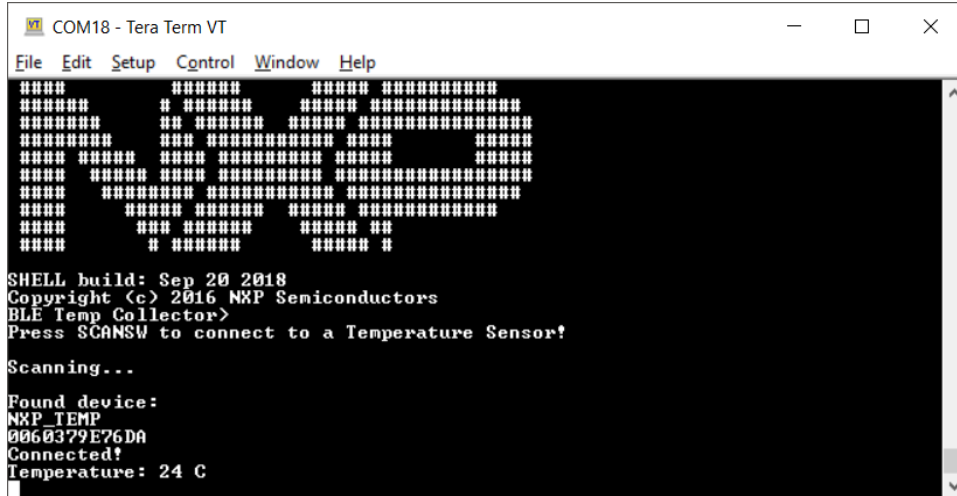 COM18 - Tera Term VT
File Edit Setup Control Window Help
SHELL build: Sep 20 2018
Copyright (c) 2016 NXP Semiconductors
BLE Temp Collector>
Press SCANSW to connect to a Temperature Sensor!
Scanning...
Found device:
NXP_TEMP
0060379E76DA
Connected!
Temperature: 24 C